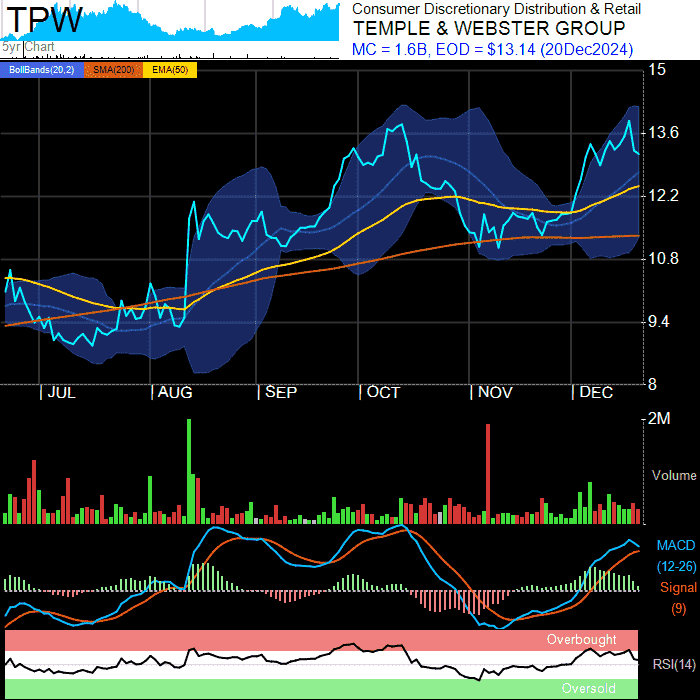 TPW
5yr Chart
Consumer Discretionary Distribution & Retail
TEMPLE & WEBSTER GROUP
MC = 1.6B, EOD = $13.14 (20Dec2024)
BollBands(20,2) SMA(200) EMA(50)
15
13.6
12.2
10.8
9.4
8
JUL AUG SEP OCT NOV DEC
2M
Volume
MACD
(12-26)
Signal
(9)
Overbought
RSI(14)
Oversold